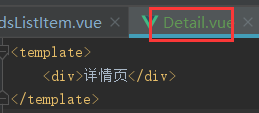 dsListItem.vue × Detail.vue
<template>
<div>详情页</div>
</template>